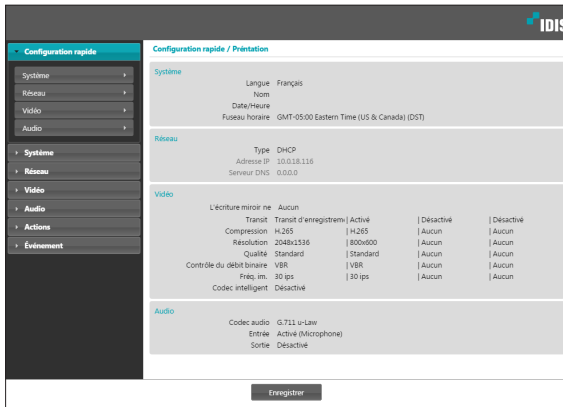 IDIS
Configuration rapide
Système
Réseau
Vidéo
Audio
Système
Réseau
Vidéo
Audio
Actions
Événement
Configuration rapide / Préntation
Système
Langue Français
Nom
Date/Heure
Fuseau horaire GMT-05:00 Eastern Time (US & Canada) (DST)
Réseau
Type DHCP
Adresse IP 10.0.18.116
Serveur DNS 0.0.0.0
Vidéo
L'écriture miroir ne Aucun
Transit Transit d'enregistrem | Activé | Désactivé | Désactivé
Compression H.265 | H.265 | Aucun | Aucun
Résolution 2048x1536 | 800x600 | Aucun | Aucun
Qualité Standard | Standard | Aucun | Aucun
Contrôle du débit binaire VBR | VBR | Aucun | Aucun
Fréq. im. 30 ips | 30 ips | Aucun | Aucun
Codec intelligent Désactivé
Audio
Codec audio G.711 u-Law
Entrée Activé (Microphone)
Sortie Désactivé
Enregistrer